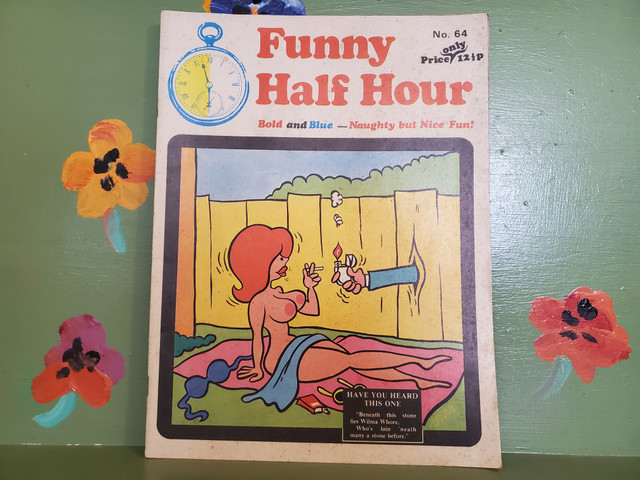 No. 64
Funny
only
Price 12½p
Half Hour
Bold and Blue — Naughty but Nice Fun!
HAVE YOU HEARD
THIS ONE
"Beneath this stone
lies Wilma Whore,
Who's lain 'neath
many a stone before."